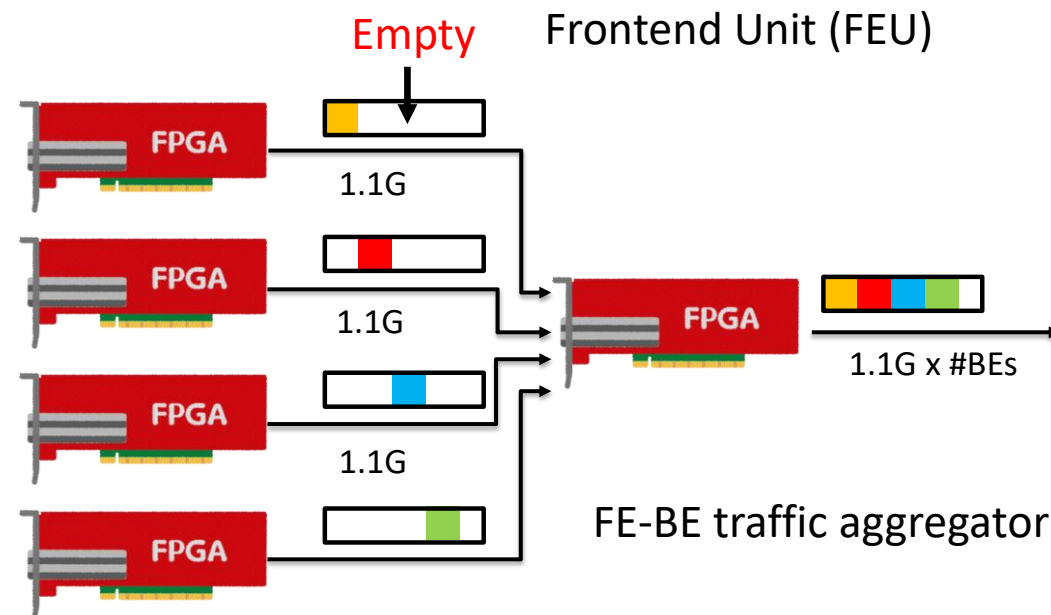 Empty
Frontend Unit (FEU)
FPGA
1.1G
FPGA
1.1G
FPGA
1.1G x #BEs
FPGA
1.1G
FPGA
FE-BE traffic aggregator